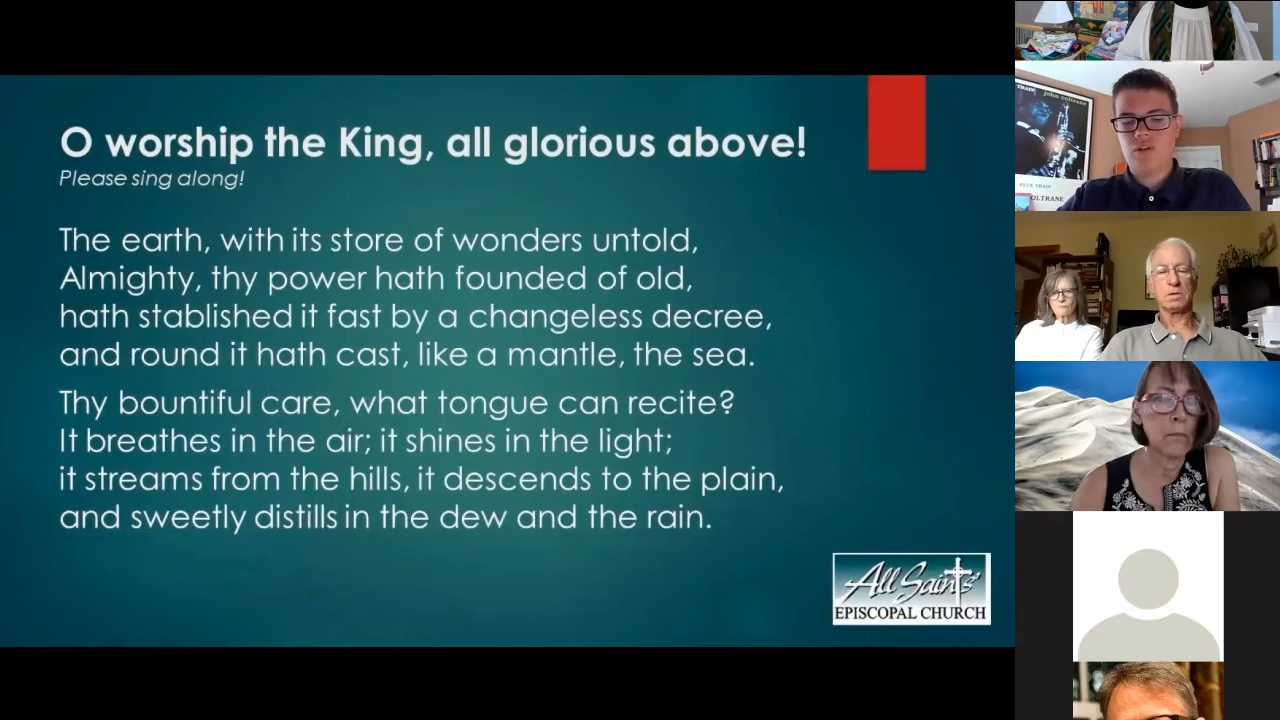 O worship the King, all glorious above!
Please sing along!
The earth, with its store of wonders untold,
Almighty, thy power hath founded of old,
hath stablished it fast by a changeless decree,
and round it hath cast, like a mantle, the sea.
Thy bountiful care, what tongue can recite?
It breathes in the air; it shines in the light;
it streams from the hills, it descends to the plain,
and sweetly distills in the dew and the rain.
All Saints'
EPISCOPAL CHURCH
TRAIN
john coltrane
BLUE TRAIN
OLTRANE